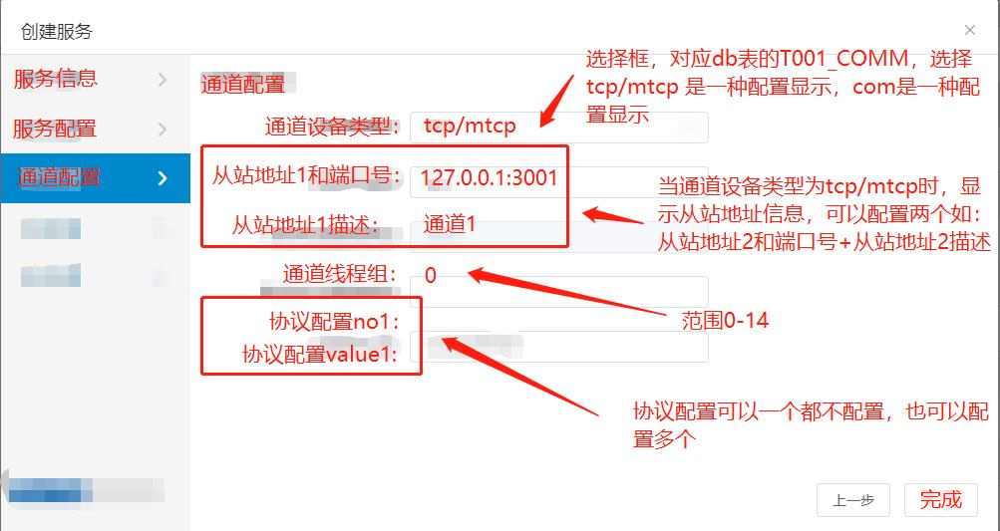 创建服务
×
服务信息
服务配置
通道配置
通道配置
选择框，对应db表的T001_COMM，选择
tcp/mtcp 是一种配置显示，com是一种配
置显示
通道设备类型： tcp/mtcp
从站地址1和端口号： 127.0.0.1:3001
从站地址1描述： 通道1
当通道设备类型为tcp/mtcp时，显
示从站地址信息，可以配置两个如：
从站地址2和端口号+从站地址2描述
通道线程组： 0
范围0-14
协议配置no1：
协议配置value1:
协议配置可以一个都不配置，也可以配
置多个
上一步
完成